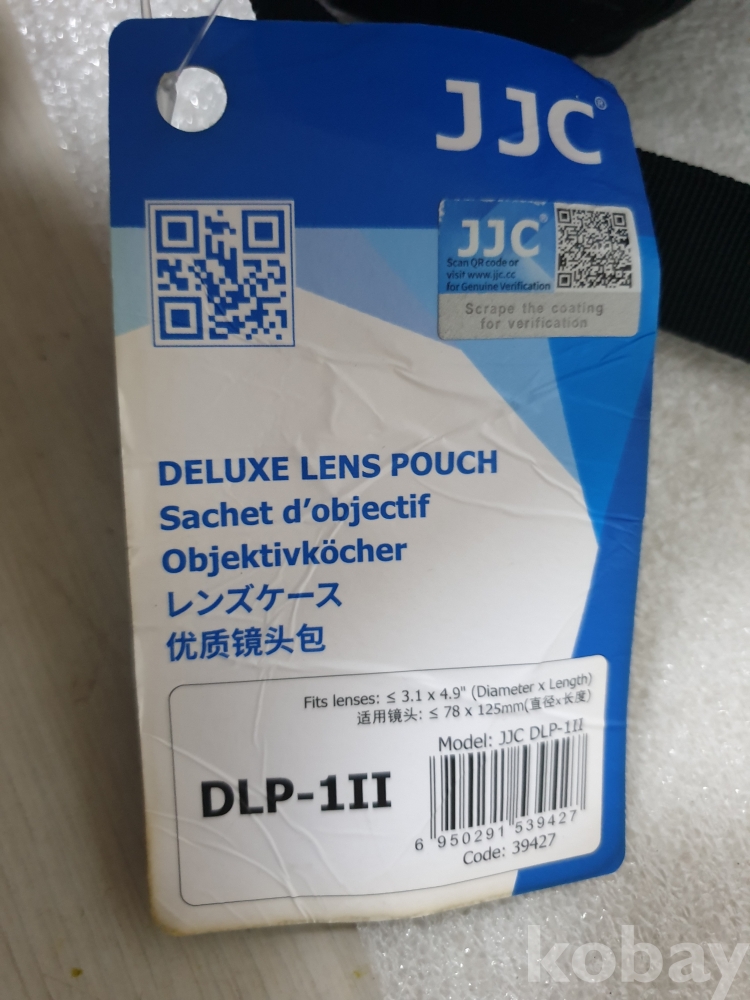 JJC®
JJC®
Scan QR code or
visit www.jjc.cc
for Genuine Verification
Scrape the coating
for verification
DELUXE LENS POUCH
Sachet d'objectif
Objektivköcher
レンズケース
优质镜头包
Fits lenses: ≤ 3.1 x 4.9" (Diameter x Length)
适用镜头: ≤ 78 x 125mm(直径x长度)
Model: JJC DLP-1II
DLP-1II
6 950291 539427
Code: 39427
kobay